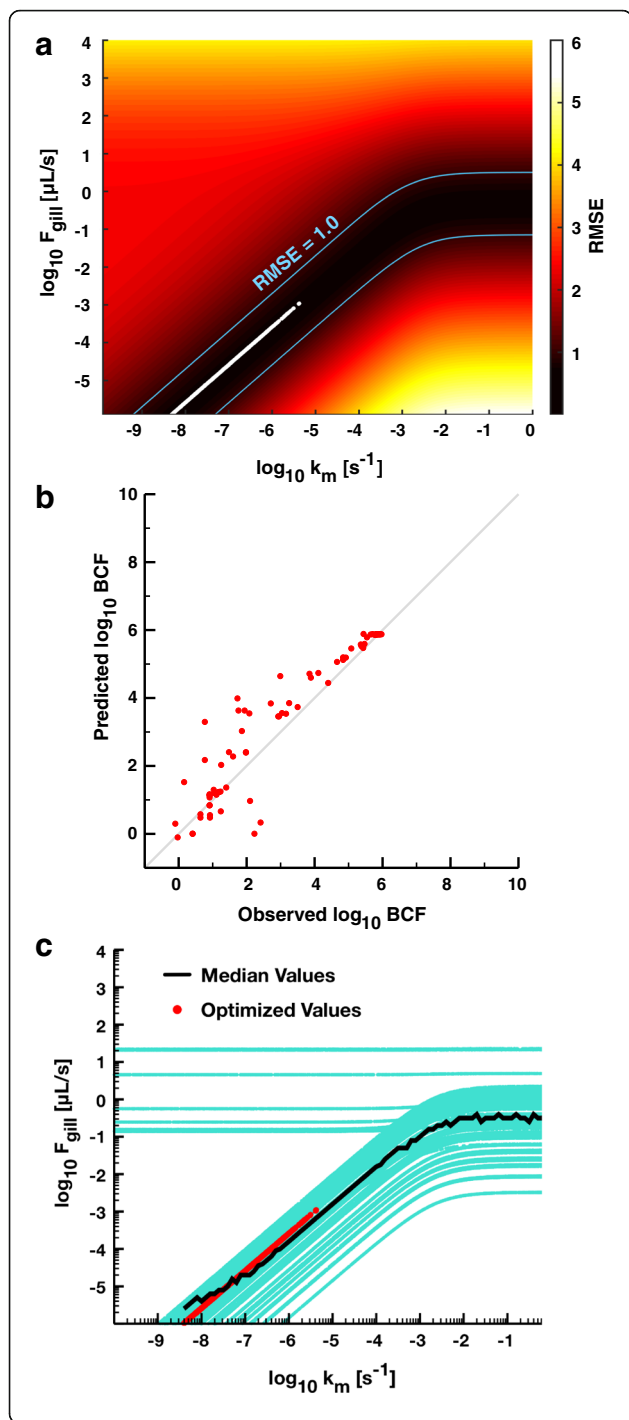 a
4
3
2
1
0
-1
-2
-3
-4
-5
log10 Fgill [µL/s]
RMSE = 1.0
-9 -8 -7 -6 -5 -4 -3 -2 -1 0
log10 km [s-1]
6
5
4
3
2
1
RMSE
b
10
8
6
4
2
0
Predicted log10 BCF
0 2 4 6 8 10
Observed log10 BCF
c
4
3
2
1
0
-1
-2
-3
-4
-5
log10 Fgill [µL/s]
Median Values
Optimized Values
-9 -8 -7 -6 -5 -4 -3 -2 -1
log10 km [s-1]